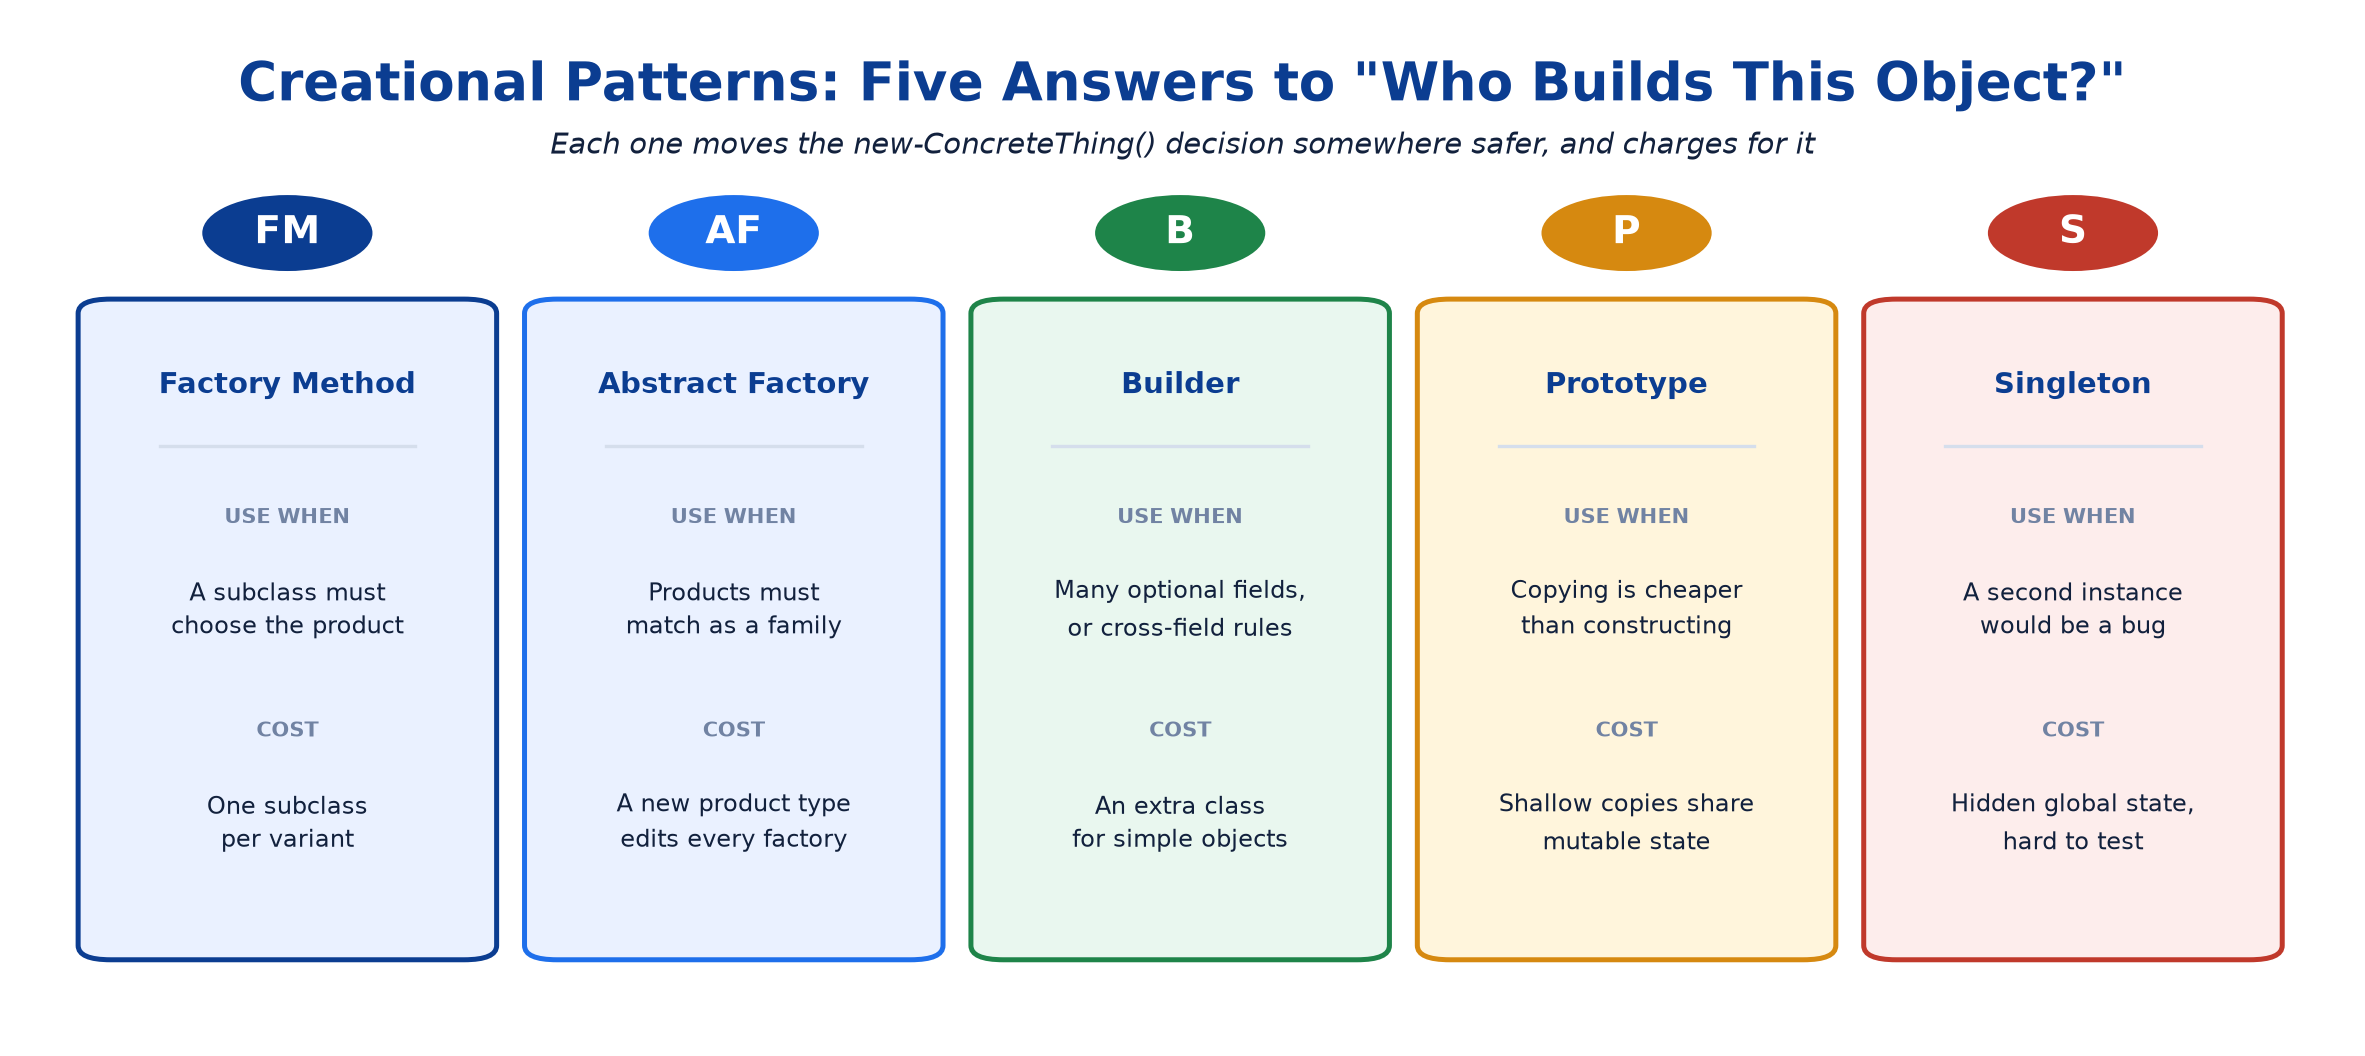 Creational Patterns: Five Answers to "Who Builds This Object?"
Each one moves the new-ConcreteThing() decision somewhere safer, and charges for it
FM
Factory Method
USE WHEN
A subclass must
choose the product
COST
One subclass
per variant
AF
Abstract Factory
USE WHEN
Products must
match as a family
COST
A new product type
edits every factory
B
Builder
USE WHEN
Many optional fields,
or cross-field rules
COST
An extra class
for simple objects
P
Prototype
USE WHEN
Copying is cheaper
than constructing
COST
Shallow copies share
mutable state
S
Singleton
USE WHEN
A second instance
would be a bug
COST
Hidden global state,
hard to test